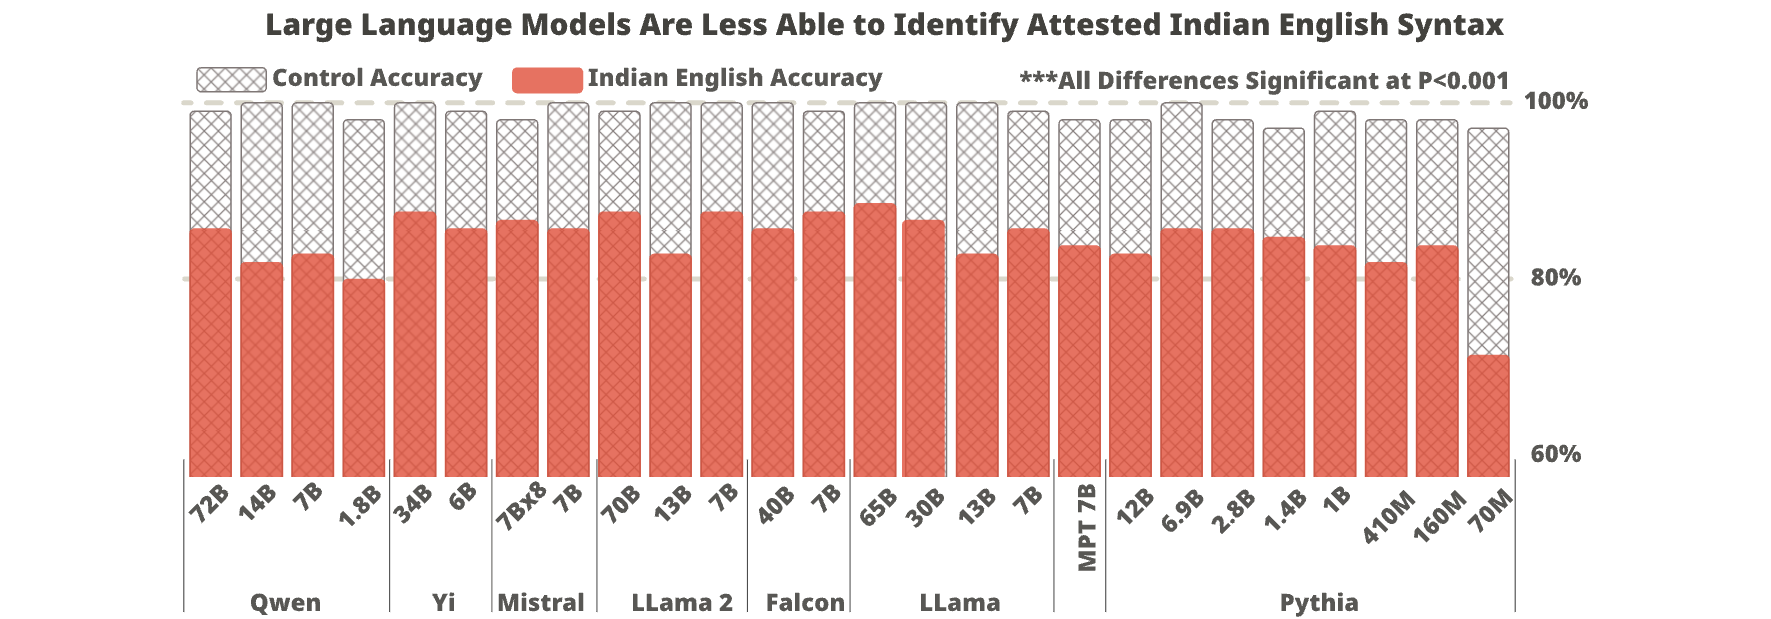 Large Language Models Are Less Able to Identify Attested Indian English Syntax
Control Accuracy
Indian English Accuracy
***All Differences Significant at P<0.001
100%
80%
60%
72B
14B
7B
1.8B
34B
6B
7Bx8
7B
70B
13B
7B
40B
7B
65B
30B
13B
7B
MPT 7B
12B
6.9B
2.8B
1.4B
1B
410M
160M
70M
Qwen
Yi
Mistral
LLama 2
Falcon
LLama
Pythia